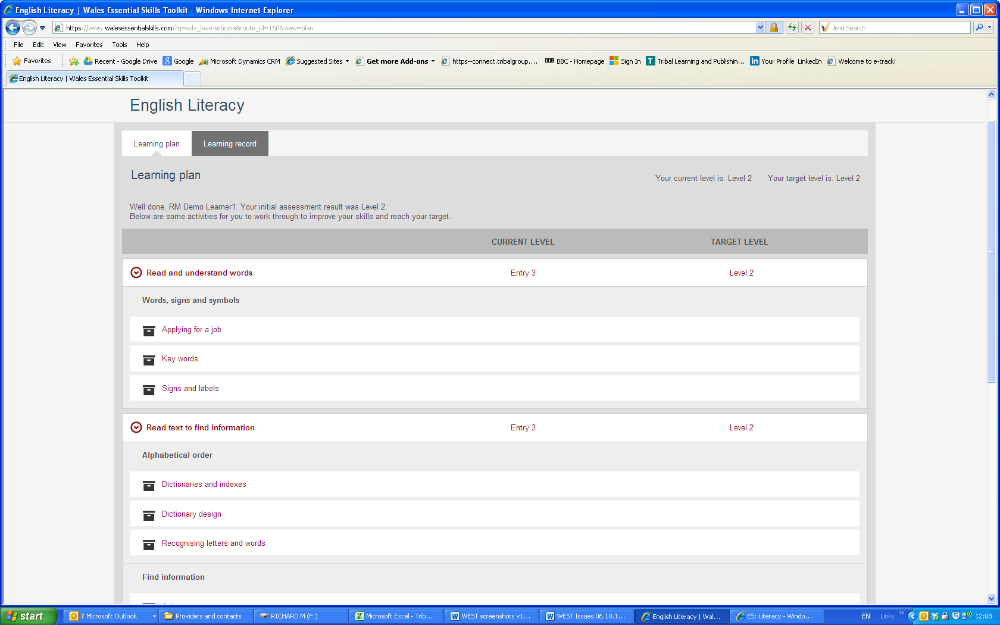 English Literacy | Wales Essential Skills Toolkit - Windows Internet Explorer
https://www.walesessentialskills.com/?q=adv_learnerhome&route_id=160&view=plan
ilivid Search
File Edit View Favorites Tools Help
Favorites Recent - Google Drive Google Microsoft Dynamics CRM Suggested Sites Get more Add-ons https--connect.tribalgroup.... BBC BBC - Homepage Sign In Tribal Learning and Publishin... Your Profile LinkedIn Welcome to e-track!
English Literacy | Wales Essential Skills Toolkit
English Literacy
Learning plan Learning record
Learning plan
Your current level is: Level 2 Your target level is: Level 2
Well done, RM Demo Learner1. Your initial assessment result was Level 2.
Below are some activities for you to work through to improve your skills and reach your target.
CURRENT LEVEL TARGET LEVEL
Read and understand words Entry 3 Level 2
Words, signs and symbols
Applying for a job
Key words
Signs and labels
Read text to find information Entry 3 Level 2
Alphabetical order
Dictionaries and indexes
Dictionary design
Recognising letters and words
Find information
start 7 Microsoft Outlook Providers and contacts RICHARD M (F:) Microsoft Excel - Trib... WEST screenshots v1... WEST Issues 06.10.1... English Literacy | Wal... ES: Literacy - Windo... EN Links 12:08